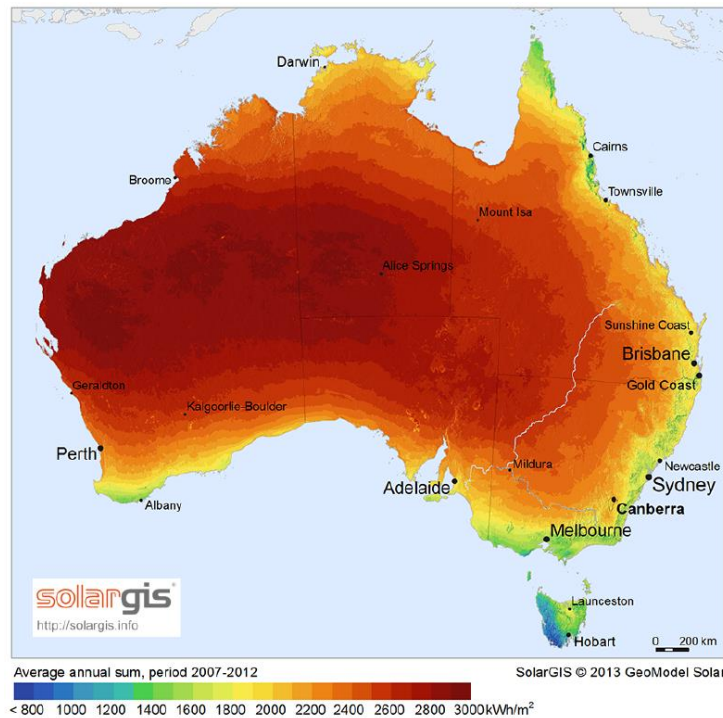 Darwin
Cairns
Broome
Townsville
Mount Isa
Alice Springs
Sunshine Coast
Brisbane
Gold Coast
Geraldton
Kalgoorlie-Boulder
Perth
Mildura
Newcastle
Adelaide
Sydney
Albany
Canberra
Melbourne
solargis
http://solargis.info
Launceston
Hobart
0 200 km
Average annual sum, period 2007-2012
SolarGIS © 2013 GeoModel Solar
< 800 1000 1200 1400 1600 1800 2000 2200 2400 2600 2800 3000 kWh/m²